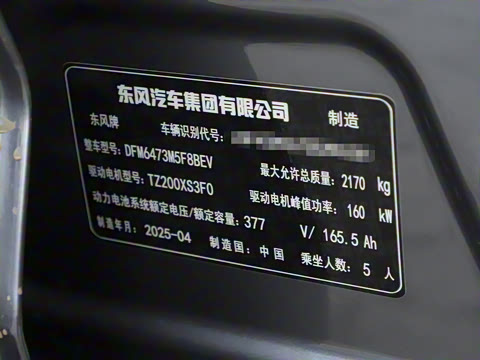 东风汽车集团有限公司 制造
东风牌 车辆识别代号:
整车型号: DFM6473M5F8BEV 最大允许总质量: 2170 kg
驱动电机型号: TZ200XS3F0 驱动电机峰值功率: 160 kW
动力电池系统额定电压/额定容量: 377 V/ 165.5 Ah
制造年月: 2025-04 制造国: 中国 乘坐人数: 5 人